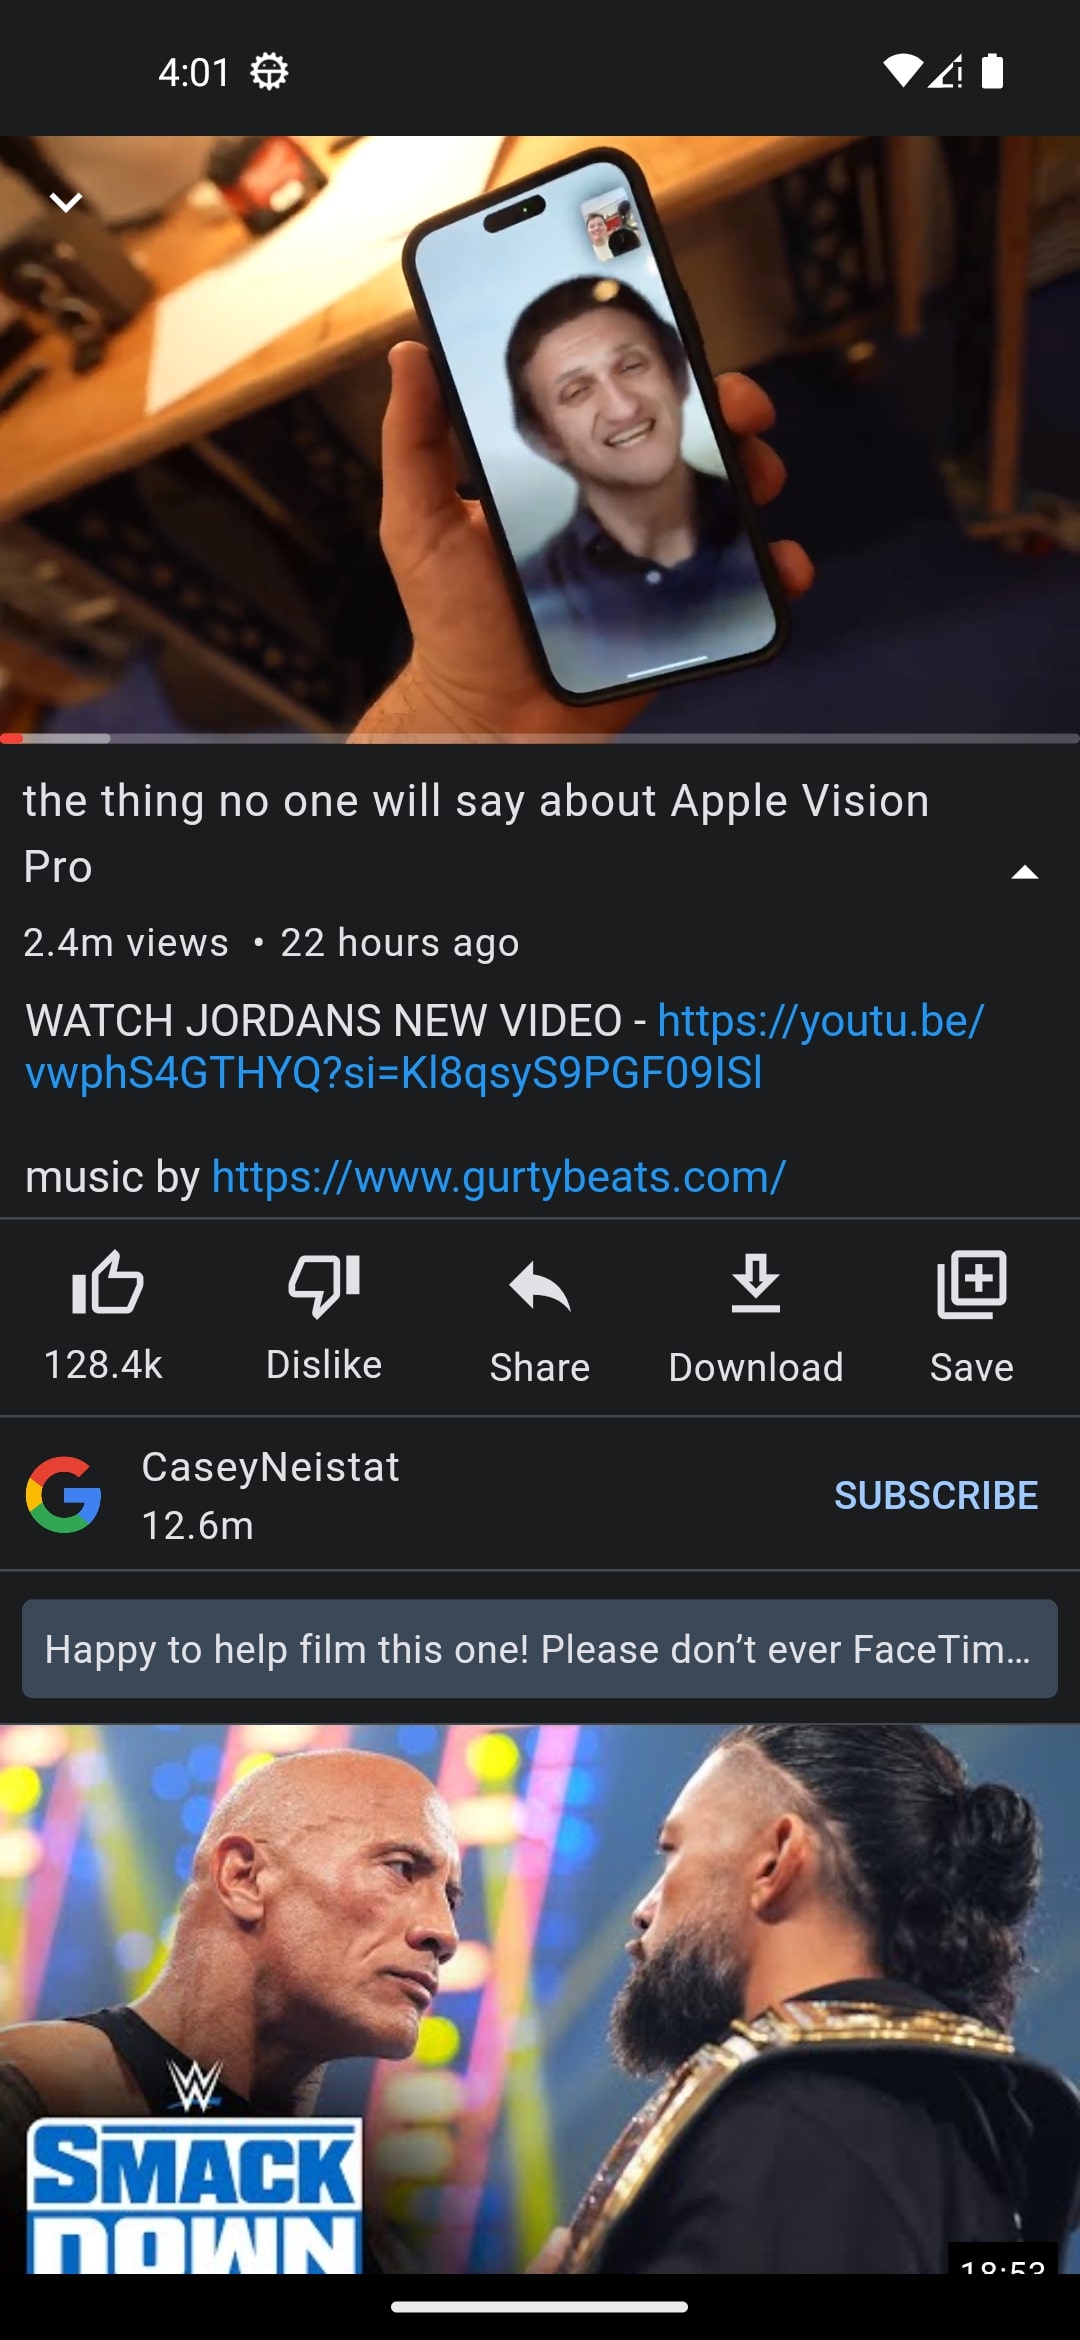 4:01
the thing no one will say about Apple Vision
Pro
2.4m views • 22 hours ago
WATCH JORDANS NEW VIDEO - https://youtu.be/
vwphS4GTHYQ?si=Kl8qsyS9PGF09ISl
music by https://www.gurtybeats.com/
128.4k
Dislike
Share
Download
Save
CaseyNeistat
12.6m
SUBSCRIBE
Happy to help film this one! Please don’t ever FaceTim…
W
SMACK
DOWN
18:53